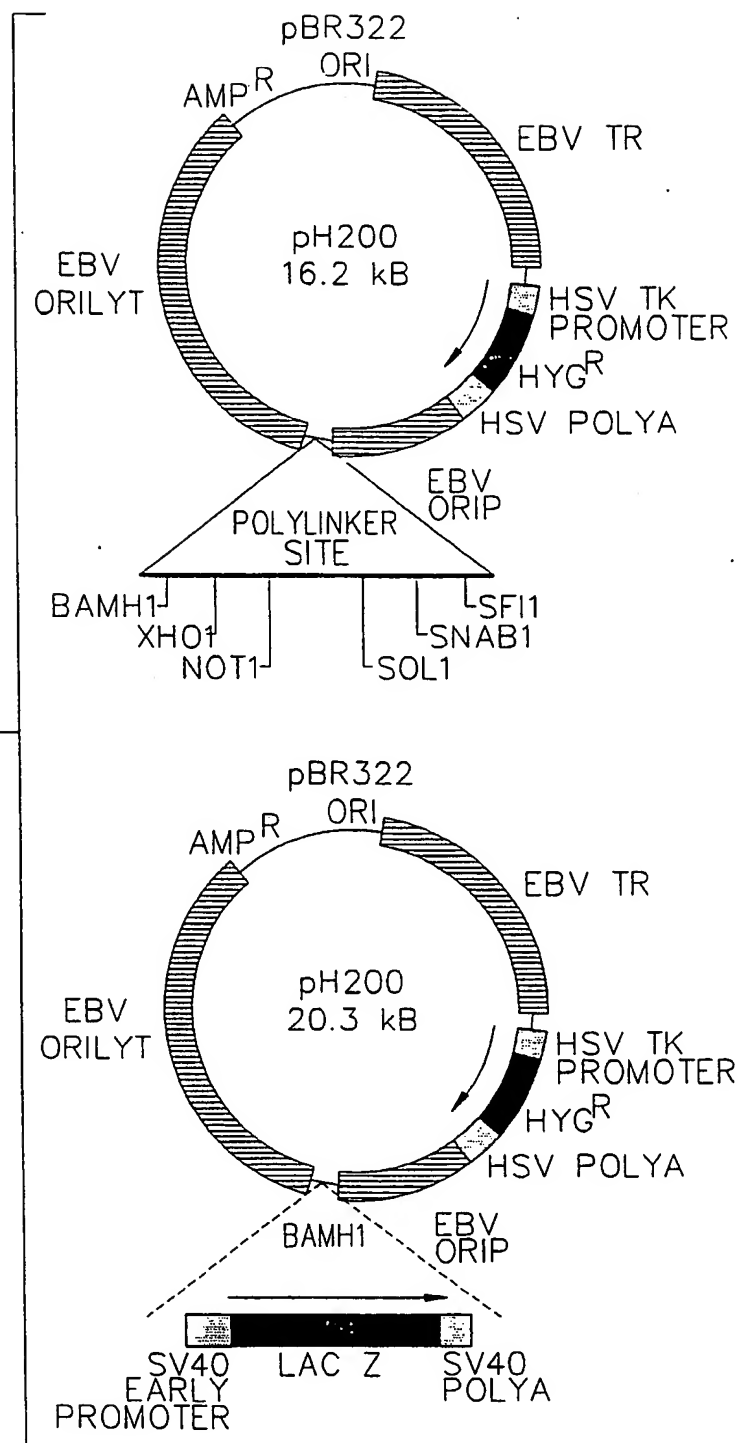 pBR322
ORI
AMP R
EBV TR
EBV
ORILYT
pH200
16.2 kB
HSV TK
PROMOTER
HYG R
HSV POLYA
EBV
ORIP
POLYLINKER
SITE
BAMH1
XHO1
NOT1
SOL1
SNAB1
SFI1
pBR322
ORI
AMP R
EBV TR
EBV
ORILYT
pH200
20.3 kB
HSV TK
PROMOTER
HYG R
HSV POLYA
EBV
ORIP
BAMH1
SV40
EARLY
PROMOTER
LAC Z
SV40
POLYA